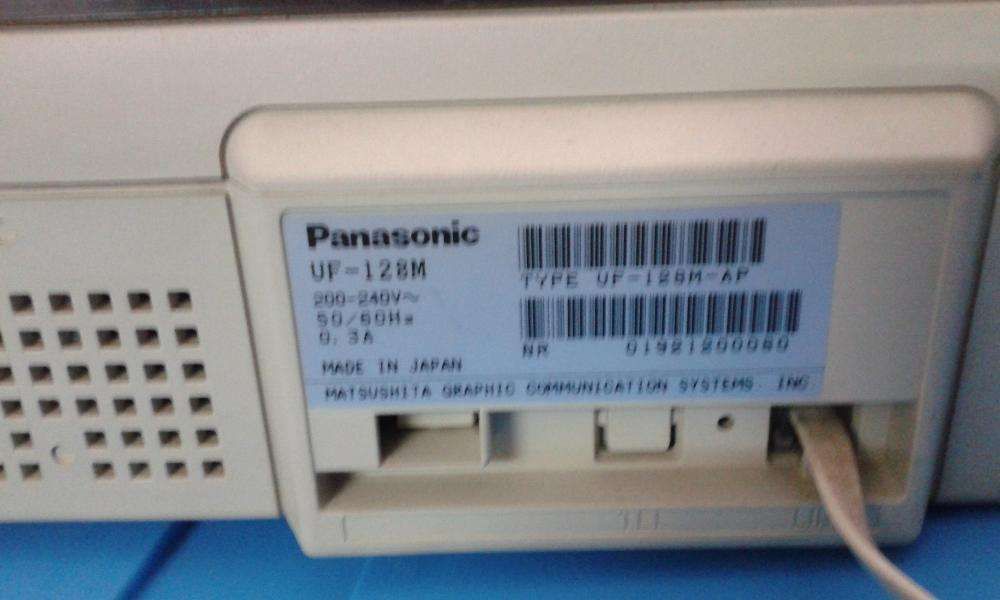 Panasonic
UF-128M
200-240V~
50/60Hz
0.3A
MADE IN JAPAN
TYPE UF-128M-AP
NR 01921200080
MATSUSHITA GRAPHIC COMMUNICATION SYSTEMS. INC